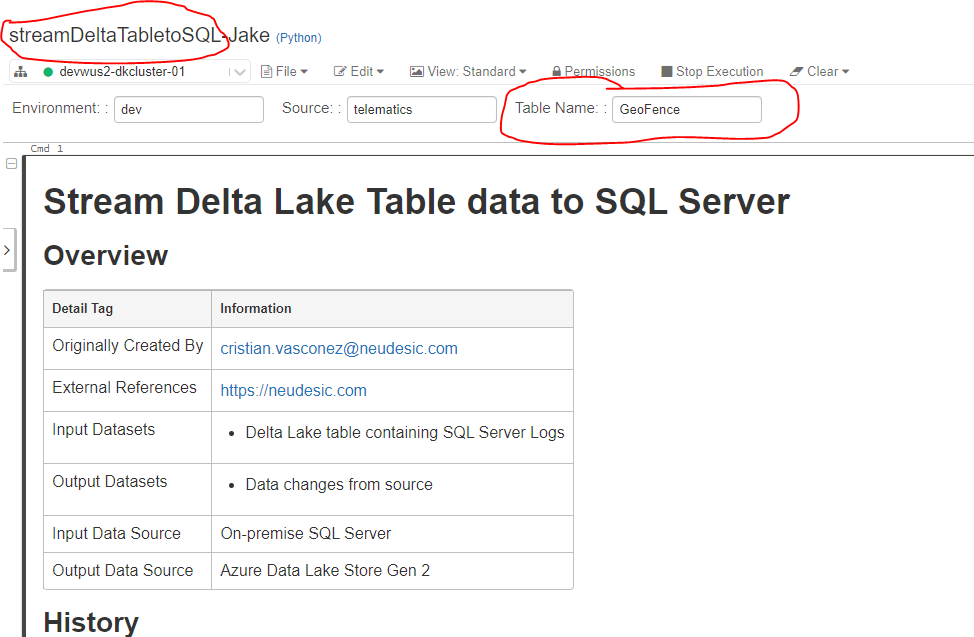 streamDeltaTabletoSQL-Jake (Python)
devwus2-dkcluster-01 File Edit View: Standard Permissions Stop Execution Clear
Environment: : dev Source: : telematics Table Name: : GeoFence
Cmd 1
Stream Delta Lake Table data to SQL Server
Overview
Detail Tag Information
Originally Created By cristian.vasconez@neudesic.com
External References https://neudesic.com
Input Datasets • Delta Lake table containing SQL Server Logs
Output Datasets • Data changes from source
Input Data Source On-premise SQL Server
Output Data Source Azure Data Lake Store Gen 2
History